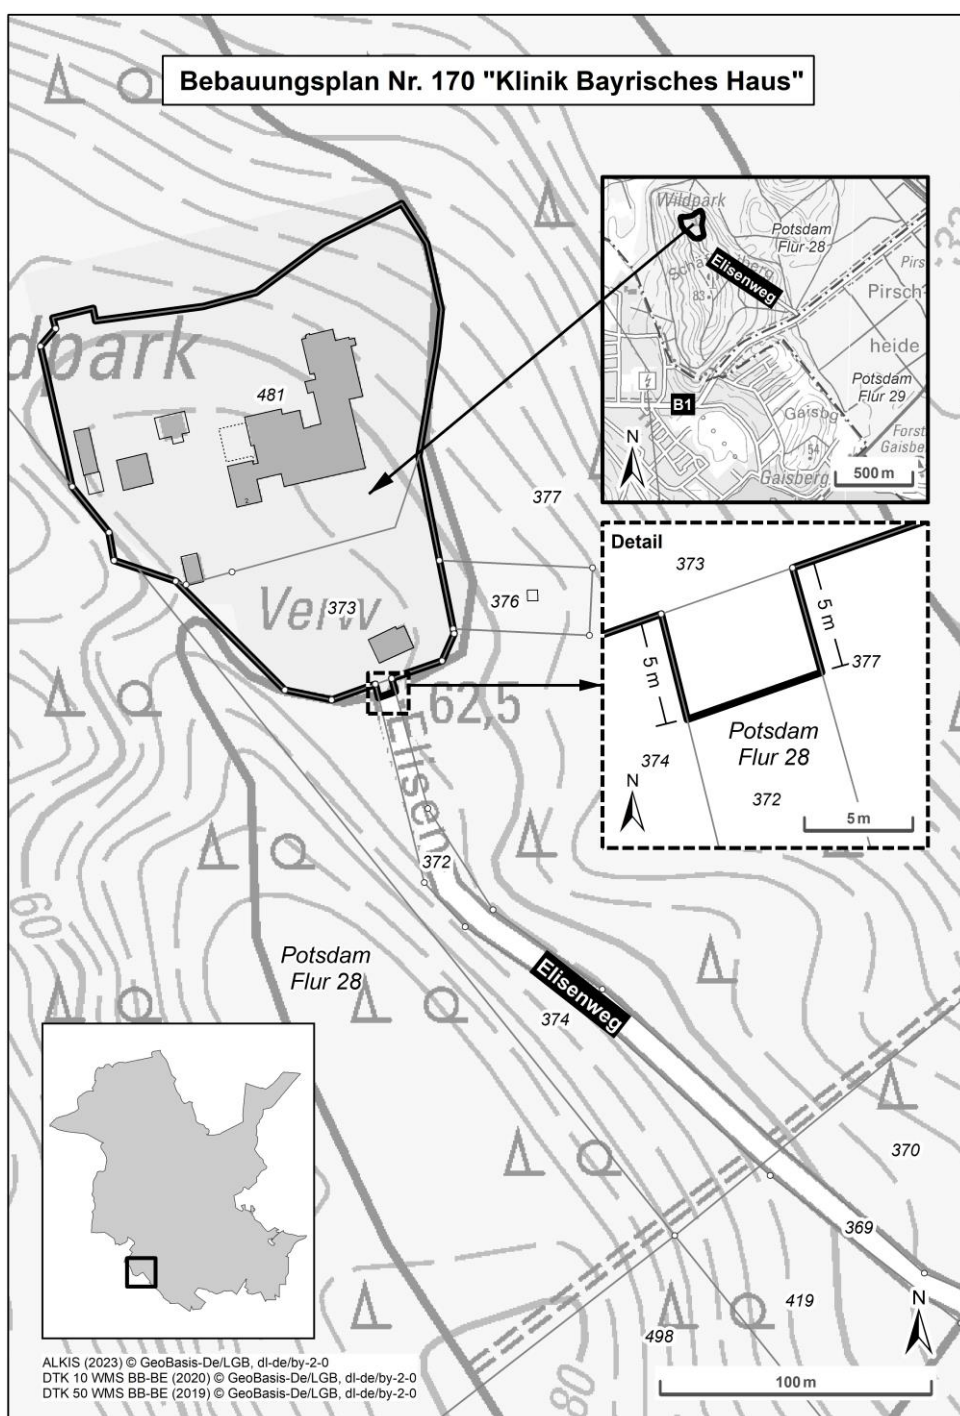 Bebauungsplan Nr. 170 "Klinik Bayrisches Haus"
Wildpark
Potsdam
Flur 28
Elisenweg
83
Pirsch
heide
Potsdam
Flur 29
B1
Gaisbg
Forst
Gaisbe
54
Gaisberg
N
500 m
33
dpark
481
2
377
Verw
373
376
62,5
Elisen
Detail
373
5 m
5 m
377
Potsdam
Flur 28
374
372
N
5 m
372
60
Potsdam
Flur 28
Elisenweg
374
370
369
419
498
80
N
100 m
ALKIS (2023) © GeoBasis-De/LGB, dl-de/by-2-0
DTK 10 WMS BB-BE (2020) © GeoBasis-De/LGB, dl-de/by-2-0
DTK 50 WMS BB-BE (2019) © GeoBasis-De/LGB, dl-de/by-2-0